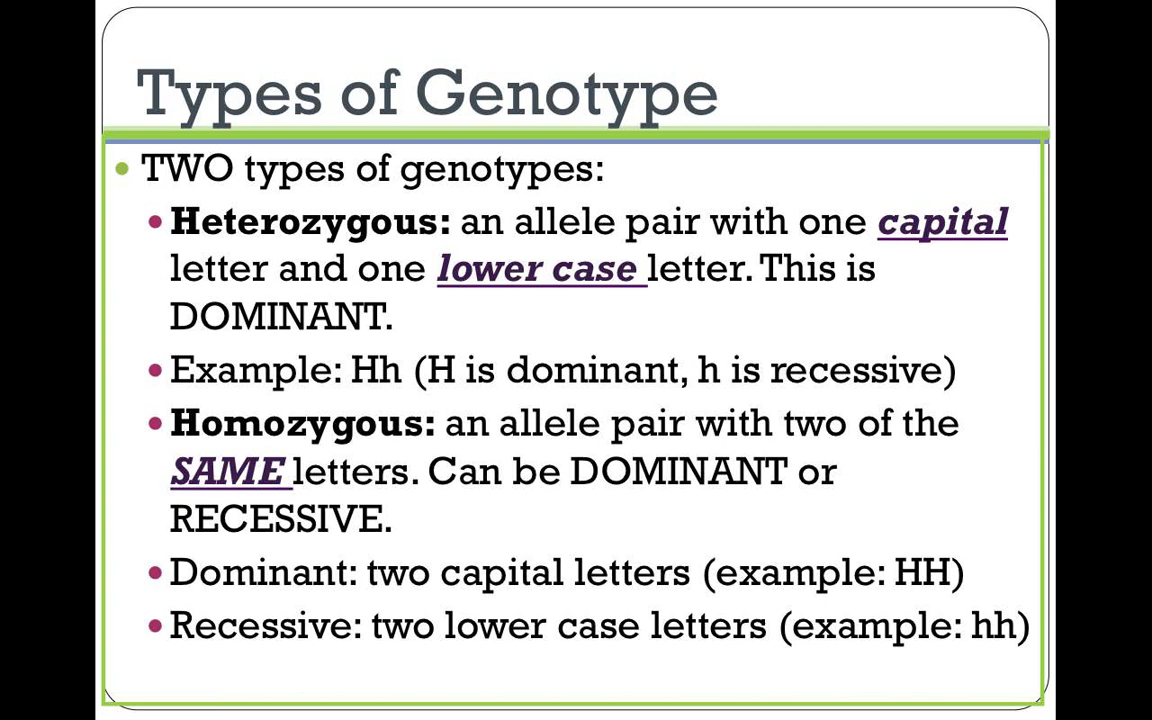 Types of Genotype
TWO types of genotypes:
Heterozygous: an allele pair with one capital
letter and one lower case letter. This is
DOMINANT.
Example: Hh (H is dominant, h is recessive)
Homozygous: an allele pair with two of the
SAME letters. Can be DOMINANT or
RECESSIVE.
Dominant: two capital letters (example: HH)
Recessive: two lower case letters (example: hh)